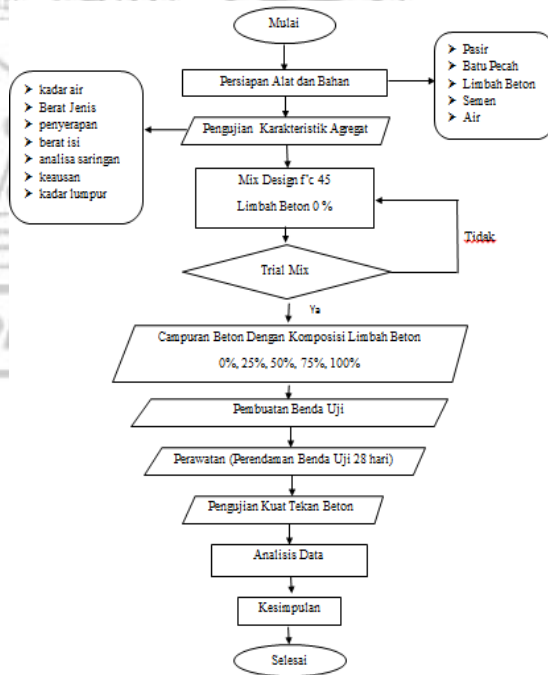 Mulai
Persiapan Alat dan Bahan
➤ Pasir
➤ Batu Pecah
➤ Limbah Beton
➤ Semen
➤ Air
Pengujian Karakteristik Agregat
➤ kadar air
➤ Berat Jenis
➤ penyerapan
➤ berat isi
➤ analisa saringan
➤ keausan
➤ kadar lumpur
Mix Design f'c 45
Limbah Beton 0 %
Tidak
Trial Mix
Ya
Campuran Beton Dengan Komposisi Limbah Beton
0%, 25%, 50%, 75%, 100%
Pembuatan Benda Uji
Perawatan (Perendaman Benda Uji 28 hari)
Pengujian Kuat Tekan Beton
Analisis Data
Kesimpulan
Selesai